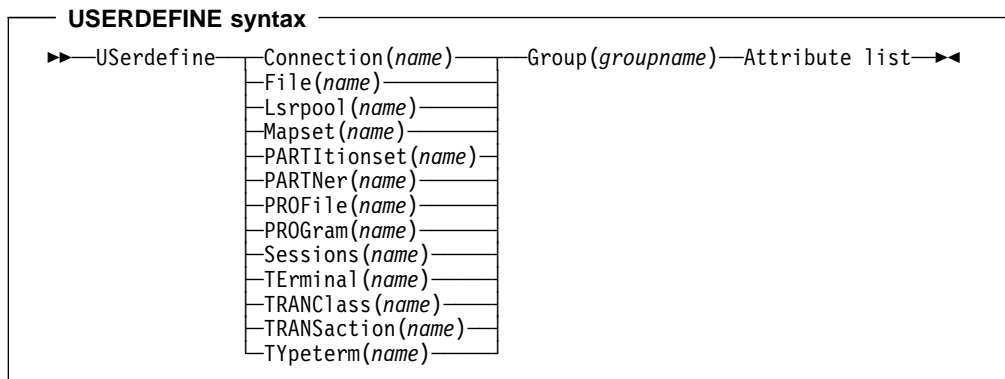 USERDEFINE syntax
USerdefine Connection(name) Group(groupname) Attribute list
File(name)
Lsrpool(name)
Mapset(name)
PARTItionset(name)
PARTNer(name)
PROFile(name)
PROGram(name)
Sessions(name)
TErminal(name)
TRANClass(name)
TRANSaction(name)
TYpeterm(name)